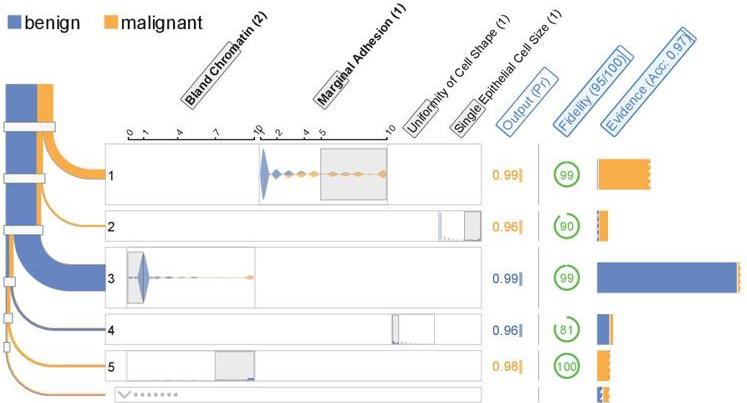 benign malignant
Bland Chromatin (2)
Marginal Adhesion (1)
Uniformity of Cell Shape (1)
Single Epithelial Cell Size (1)
Output (Pr)
Fidelity (95/100)
Evidence (Acc: 0.97)
0 1 4 7 10 2 4 5 10
1 0.99 99
2 0.96 90
3 0.99 99
4 0.96 81
5 0.98 100